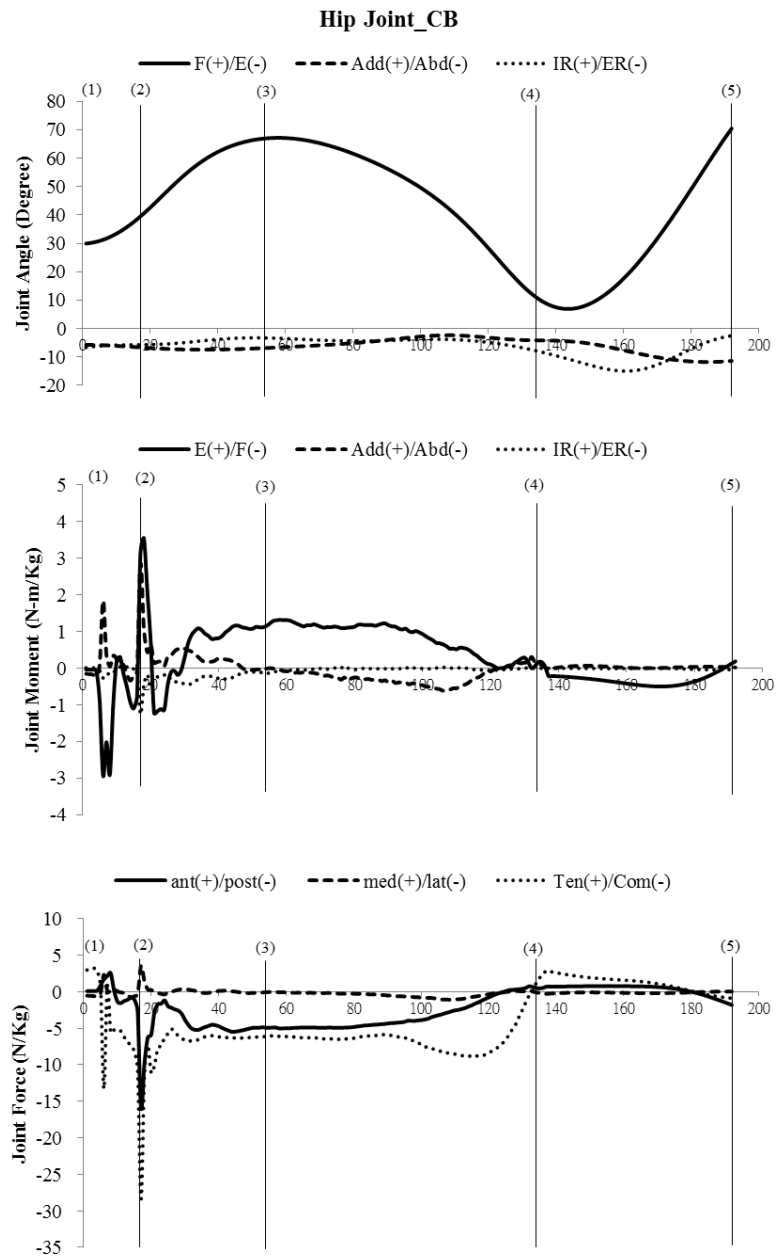 Hip Joint_CB
F(+)/E(-) Add(+)/Abd(-) IR(+)/ER(-)
(1) (2) (3) (4) (5)
80
70
60
50
40
30
20
10
0
-10
-20
0 20 40 60 80 100 120 140 160 180 200
Joint Angle (Degree)
E(+)/F(-) Add(+)/Abd(-) IR(+)/ER(-)
(1) (2) (3) (4) (5)
5
4
3
2
1
0
-1
-2
-3
-4
0 20 40 60 80 100 120 140 160 180 200
Joint Moment (N-m/Kg)
ant(+)/post(-) med(+)/lat(-) Ten(+)/Com(-)
(1) (2) (3) (4) (5)
10
5
0
-5
-10
-15
-20
-25
-30
-35
0 20 40 60 80 100 120 140 160 180 200
Joint Force (N/Kg)